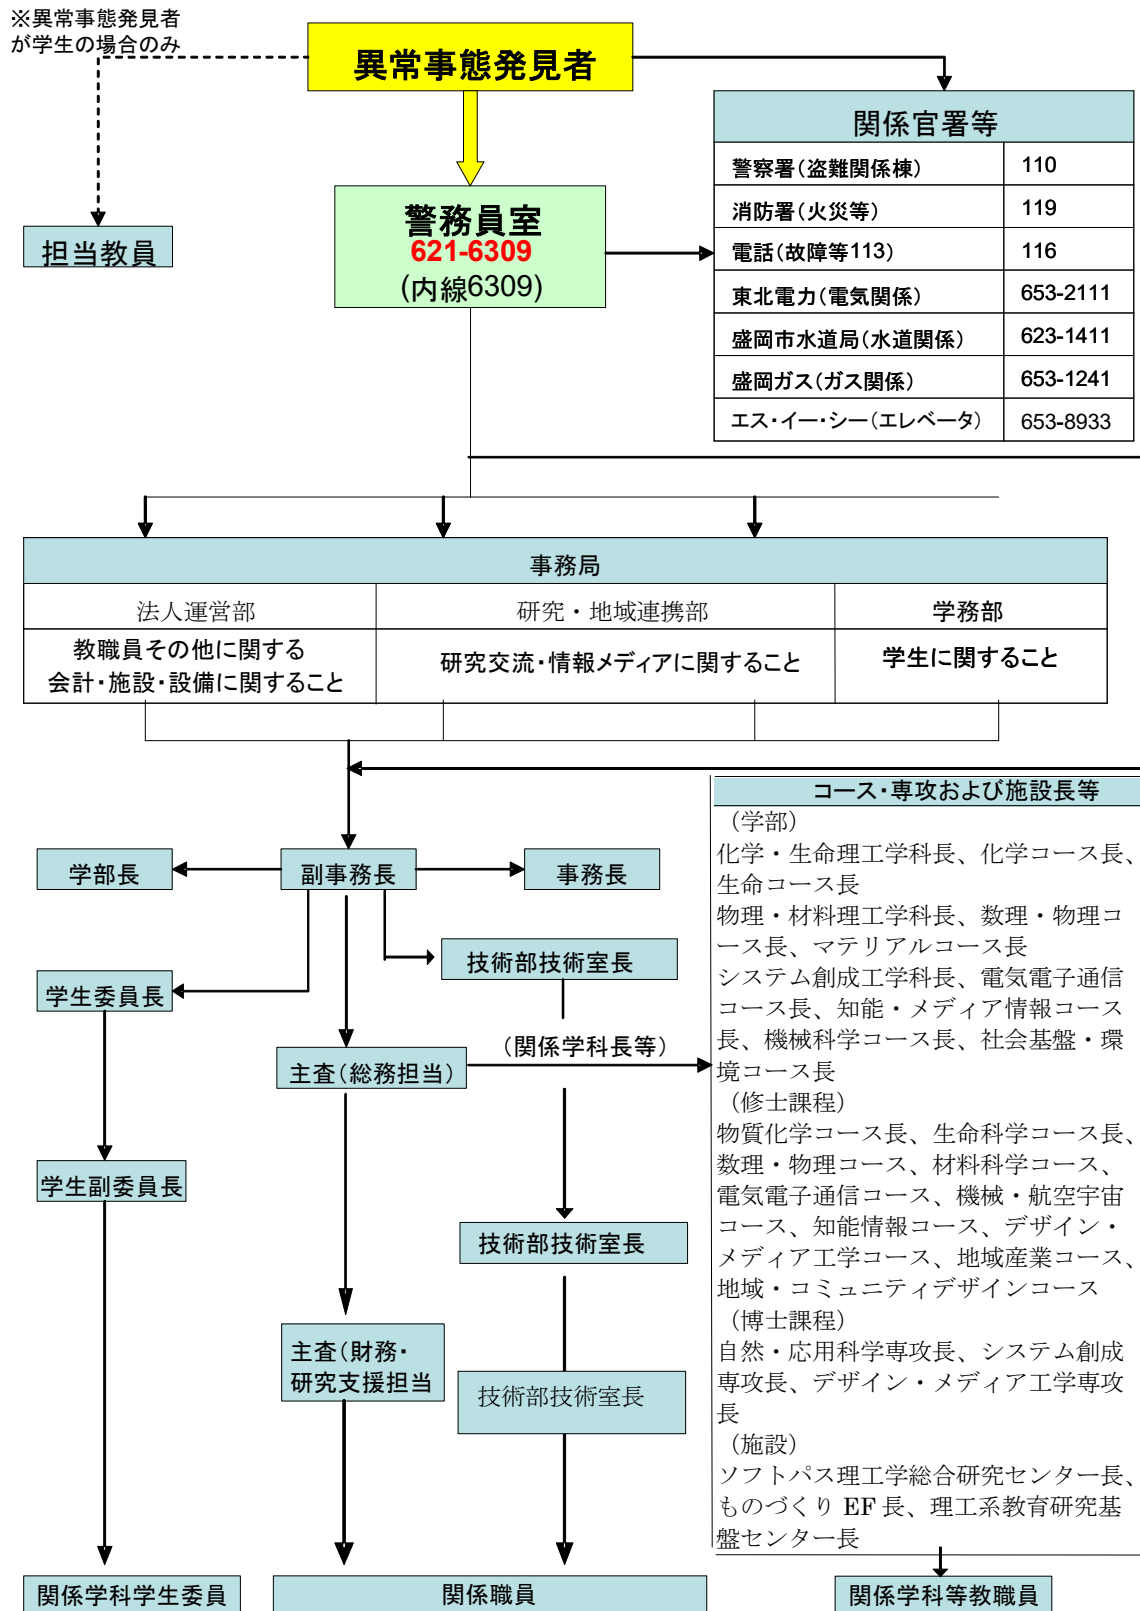 ※異常事態発見者
が学生の場合のみ
異常事態発見者
関係官署等
警察署(盗難関係棟) 110
消防署(火災等) 119
電話(故障等113) 116
東北電力(電気関係) 653-2111
盛岡市水道局(水道関係) 623-1411
盛岡ガス(ガス関係) 653-1241
エス・イー・シー(エレベータ) 653-8933
警務員室
621-6309
(内線6309)
担当教員
事務局
法人運営部 研究・地域連携部 学務部
教職員その他に関する
会計・施設・設備に関すること
研究交流・情報メディアに関すること
学生に関すること
学部長
副事務長
事務長
学生委員長
技術部技術室長
主査(総務担当)
(関係学科長等)
学生副委員長
技術部技術室長
主査(財務・
研究支援担当
技術部技術室長
コース・専攻および施設長等
（学部）
化学・生命理工学科長、化学コース長、
生命コース長
物理・材料理工学科長、数理・物理コ
ース長、マテリアルコース長
システム創成工学科長、電気電子通信
コース長、知能・メディア情報コース
長、機械科学コース長、社会基盤・環
境コース長
（修士課程）
物質化学コース長、生命科学コース長、
数理・物理コース、材料科学コース、
電気電子通信コース、機械・航空宇宙
コース、知能情報コース、デザイン・
メディア工学コース、地域産業コース、
地域・コミュニティデザインコース
（博士課程）
自然・応用科学専攻長、システム創成
専攻長、デザイン・メディア工学専攻
長
（施設）
ソフトパス理工学総合研究センター長、
ものづくり EF 長、理工系教育研究基
盤センター長
関係学科学生委員
関係職員
関係学科等教職員